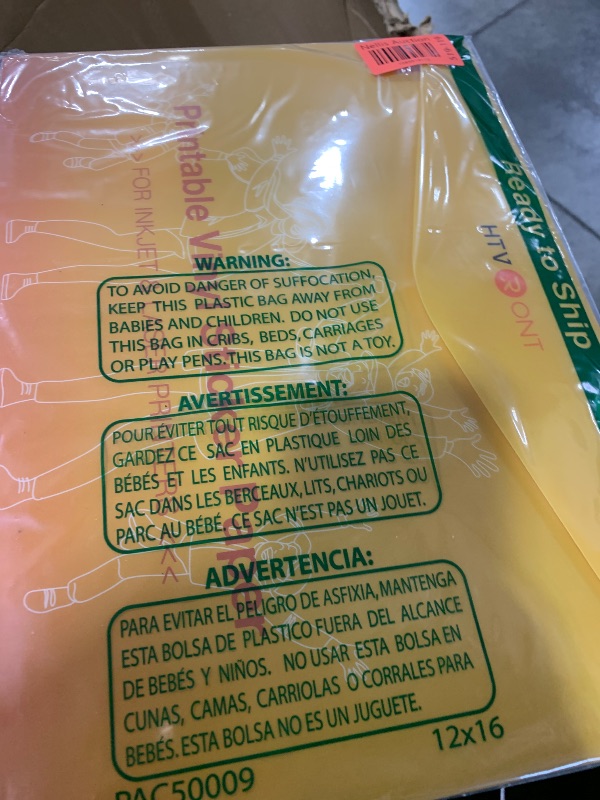 Ready to Ship
HTVRONT
Printable Vinyl Sticker Paper
FOR INKJET
LASER PRINTER <<
WARNING:
TO AVOID DANGER OF SUFFOCATION,
KEEP THIS PLASTIC BAG AWAY FROM
BABIES AND CHILDREN. DO NOT USE
THIS BAG IN CRIBS, BEDS, CARRIAGES
OR PLAY PENS. THIS BAG IS NOT A TOY.
AVERTISSEMENT:
POUR ÉVITER TOUT RISQUE D'ÉTOUFFEMENT,
GARDEZ CE SAC EN PLASTIQUE LOIN DES
BÉBÉS ET LES ENFANTS. N'UTILISEZ PAS CE
SAC DANS LES BERCEAUX, LITS, CHARIOTS OU
PARC AU BÉBÉ. CE SAC N'EST PAS UN JOUET.
ADVERTENCIA:
PARA EVITAR EL PELIGRO DE ASFIXIA, MANTENGA
ESTA BOLSA DE PLASTICO FUERA DEL ALCANCE
DE BEBÉS Y NIÑOS. NO USAR ESTA BOLSA EN
CUNAS, CAMAS, CARRIOLAS O CORRALES PARA
BEBÉS. ESTA BOLSA NO ES UN JUGUETE.
12x16
PAC50009